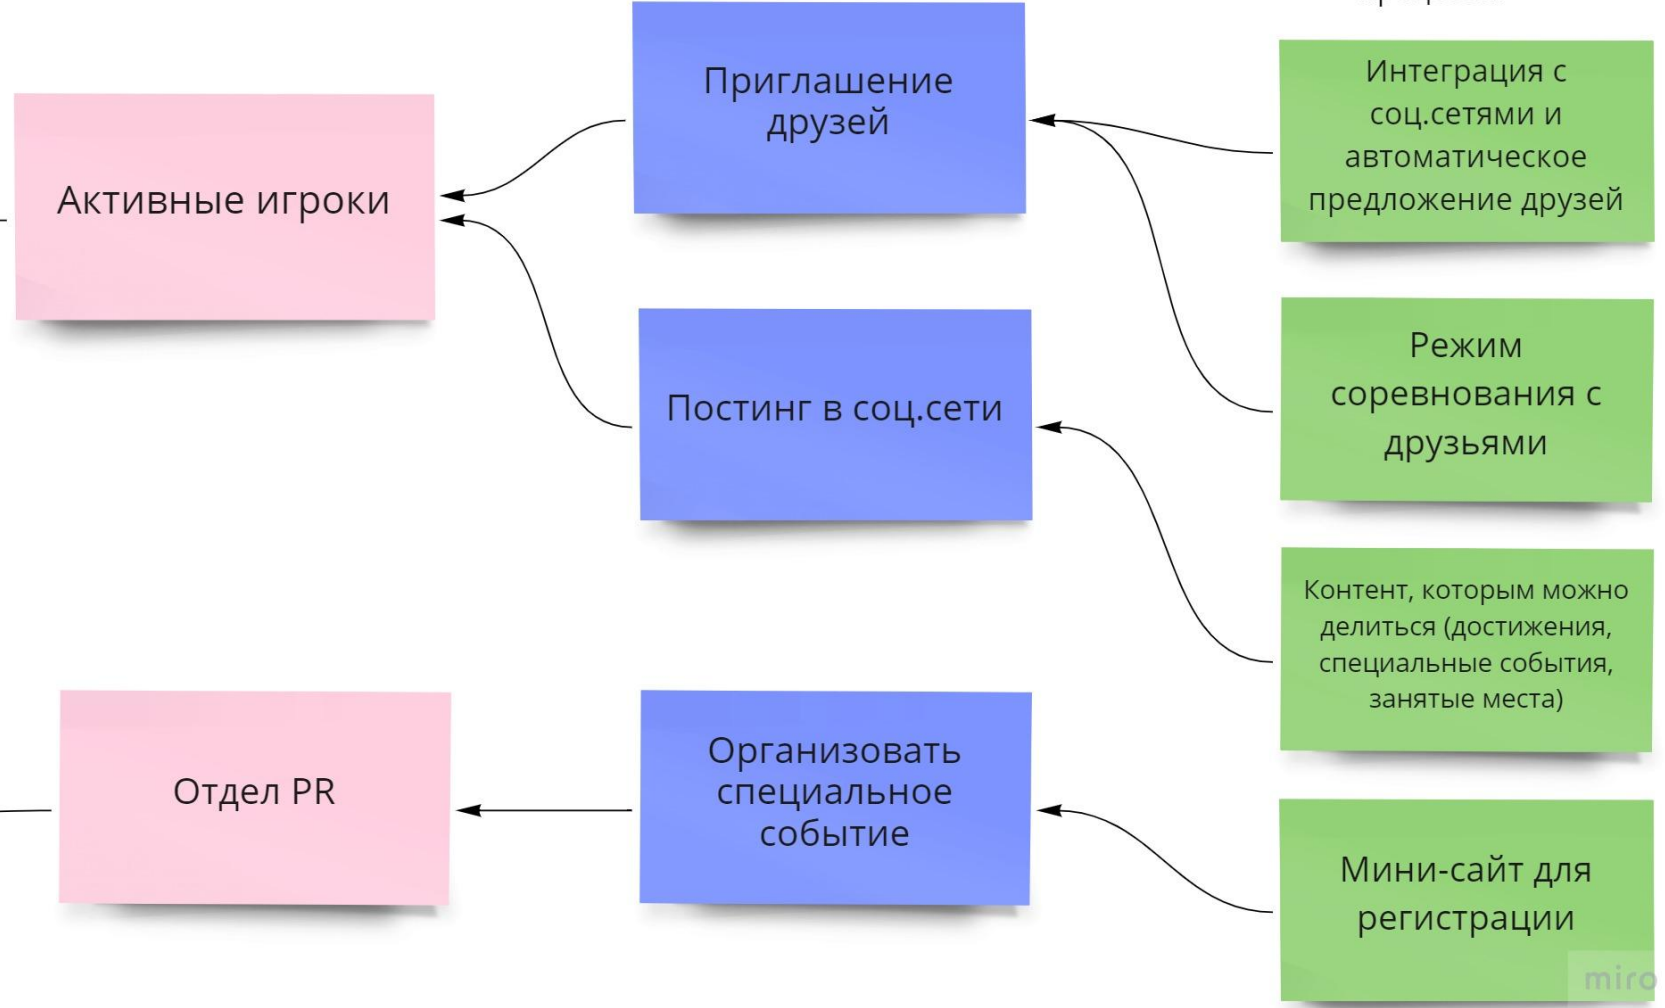 Приглашение
друзей
Интеграция с
соц.сетями и
автоматическое
предложение друзей
Активные игроки
Режим
соревнования с
друзьями
Постинг в соц.сети
Контент, которым можно
делиться (достижения,
специальные события,
занятые места)
Отдел PR
Организовать
специальное
событие
Мини-сайт для
регистрации
miro